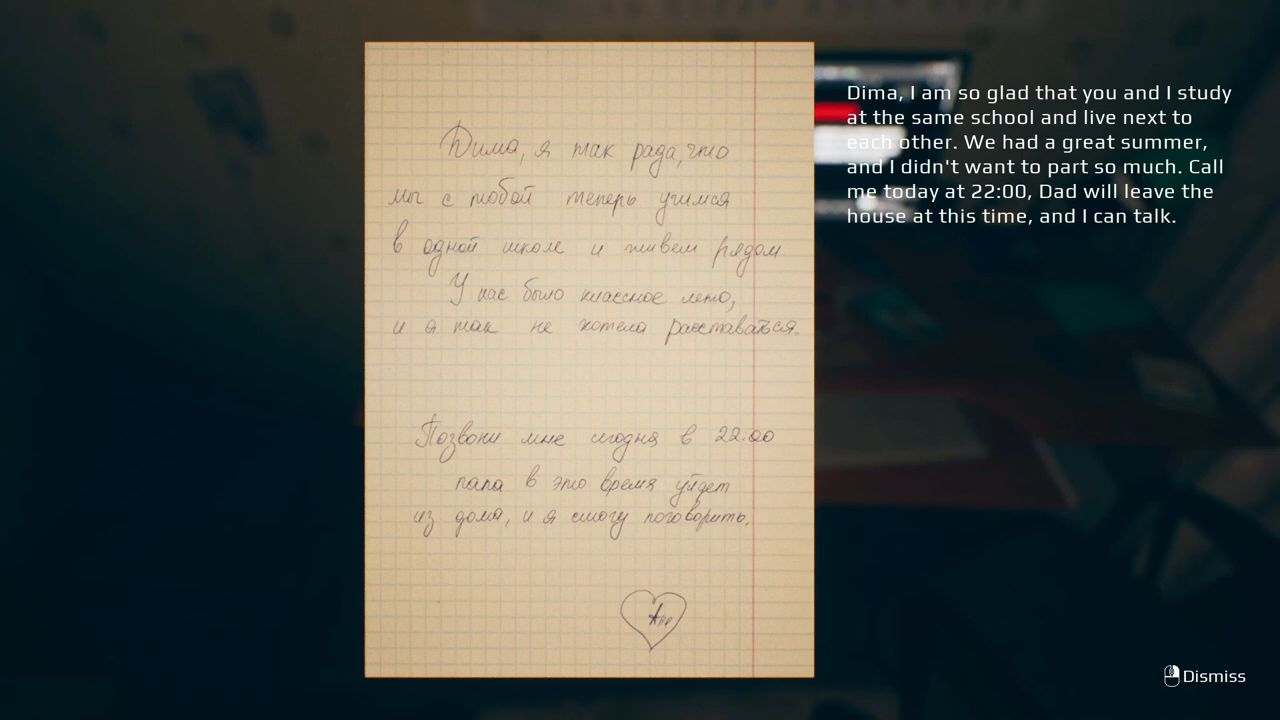 Дима, я так рада, что
мы с тобой теперь учимся
в одной школе и живем рядом
У нас было классное лето,
и я так не хотела расставаться.
Позвони мне сегодня в 22:00
папа в это время уйдет
из дома, и я смогу поговорить.
Аня
Dima, I am so glad that you and I study
at the same school and live next to
each other. We had a great summer,
and I didn't want to part so much. Call
me today at 22:00, Dad will leave the
house at this time, and I can talk.
Dismiss